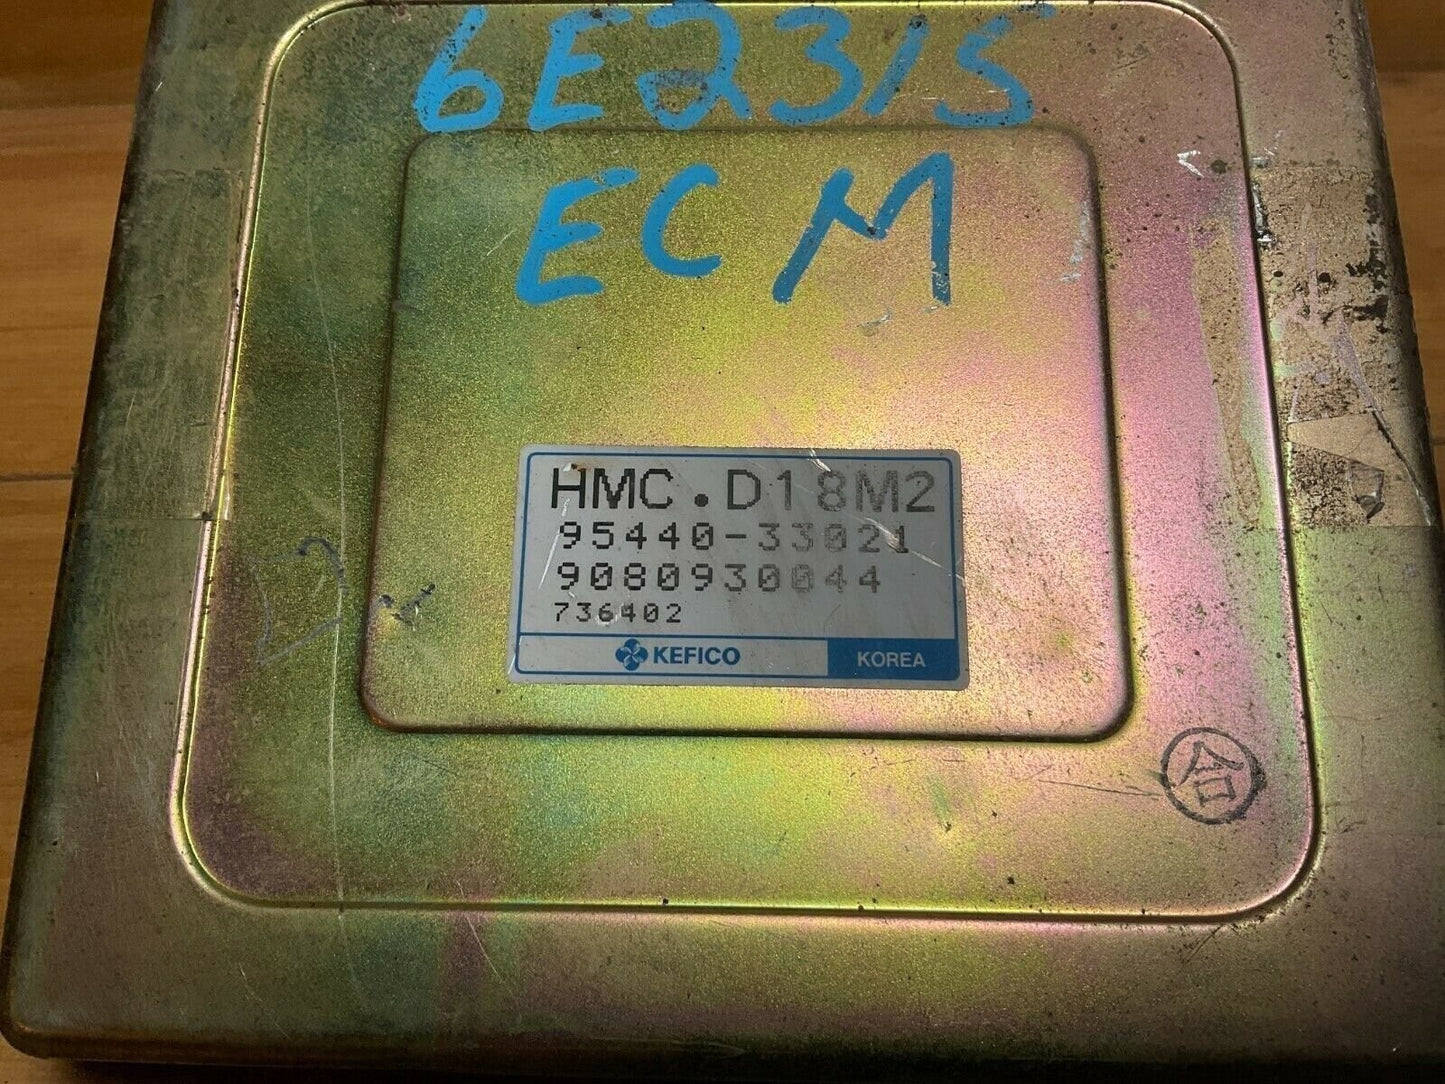 6E2315
ECM
HMC.D18M2
95440-33021
9080930044
736402
KEFICO
KOREA
合